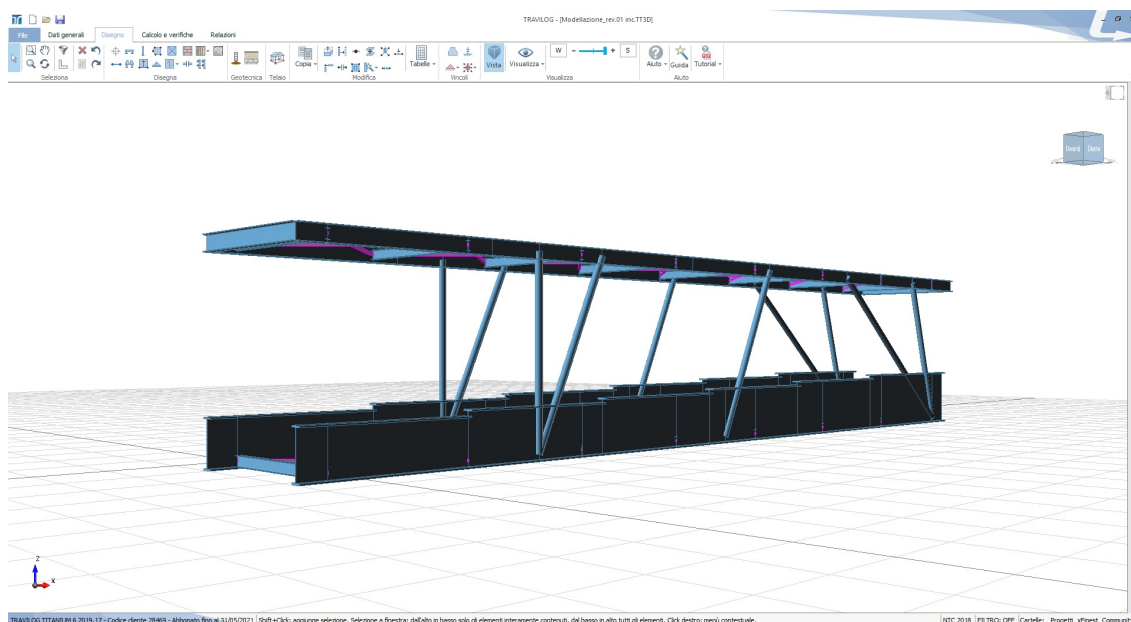 TRAVILOG - [Modellazione_rev.01 inc.TT3D]
File Dati generali Disegno Calcolo e verifiche Relazioni
W S
Copia Tabelle Vista Visualizza Aiuto Guida Tutorial
Seleziona Disegna Geotecnica Telaio Modifica Vincoli Visualizza Aiuto
Z
X
TRAVILOG TITANIUM 6 2019.17 - Codice cliente 28469 - Abbonato fino al 31/05/2021 Shift+Click: aggiunge selezione. Selezione a finestra: dall'alto in basso solo gli elementi interamente contenuti, dal basso in alto tutti gli elementi. Click destro: menù contestuale. NTC 2018 FILTRO: OFF Cartelle: Progetti xFinest Community